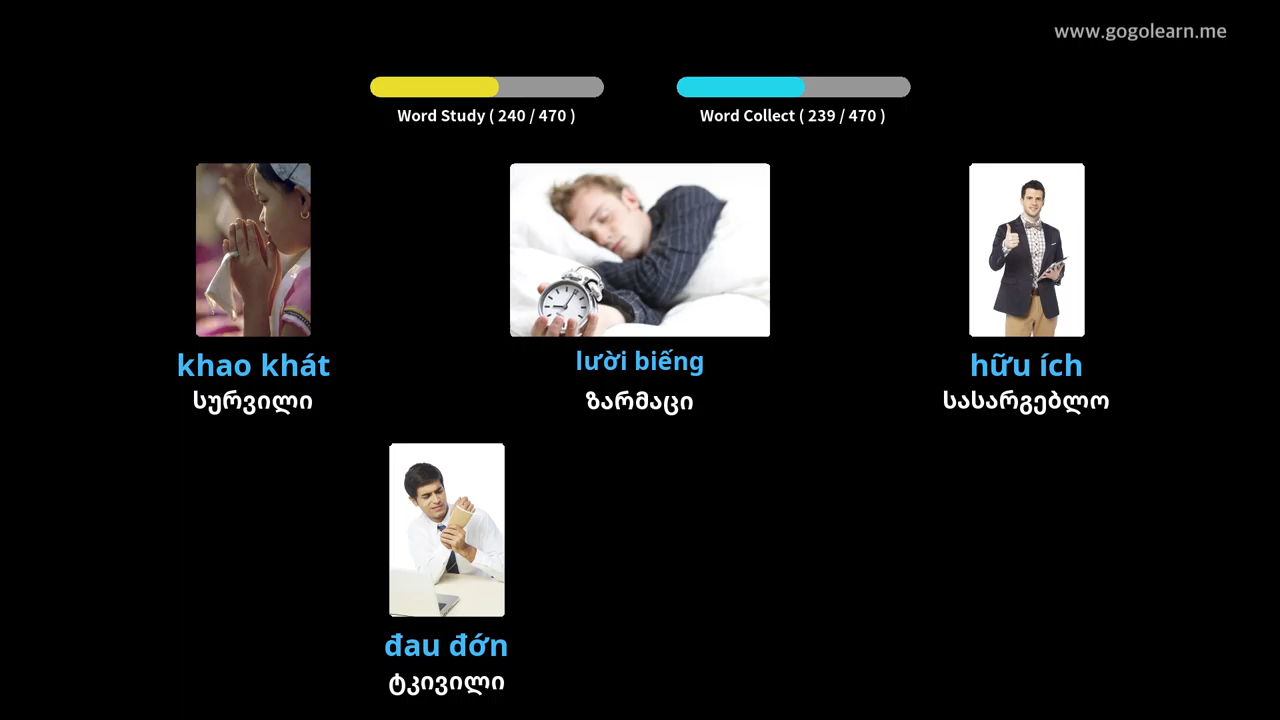 www.gogolearn.me
Word Study ( 240 / 470 )
Word Collect ( 239 / 470 )
khao khát
lười biếng
hữu ích
სურვილი
ზარმაცი
სასარგებლო
đau đớn
ტკივილი